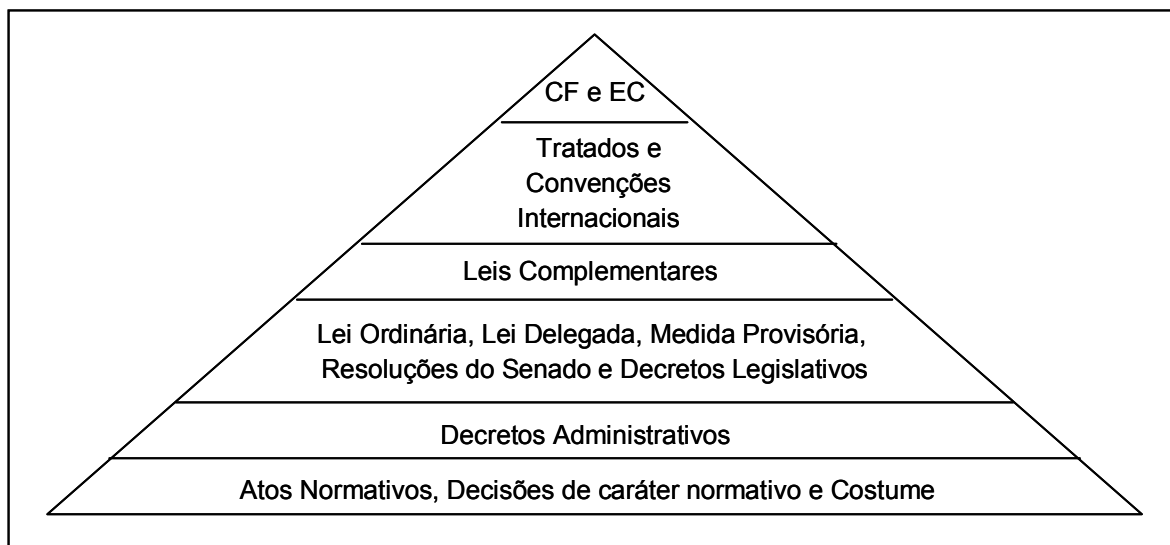 CF e EC
Tratados e
Convenções
Internacionais
Leis Complementares
Lei Ordinária, Lei Delegada, Medida Provisória,
Resoluções do Senado e Decretos Legislativos
Decretos Administrativos
Atos Normativos, Decisões de caráter normativo e Costume